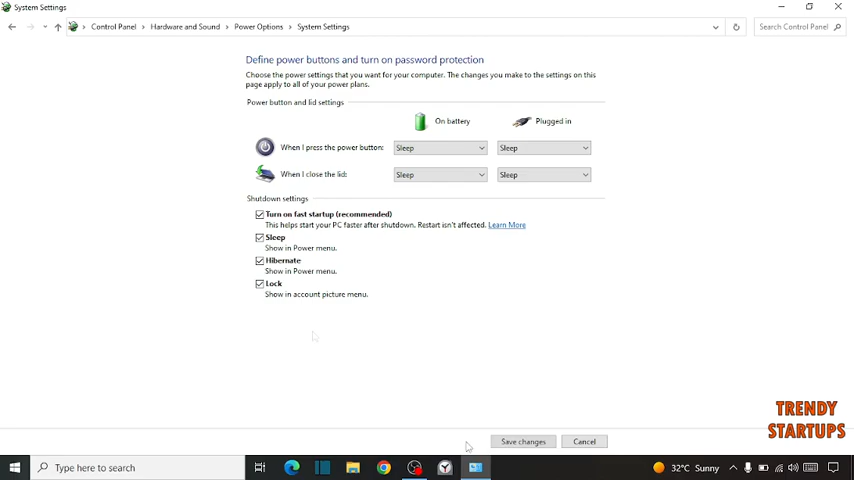 System Settings
Control Panel
Hardware and Sound
Power Options
System Settings
Search Control Panel
Define power buttons and turn on password protection
Choose the power settings that you want for your computer. The changes you make to the settings on this
page apply to all of your power plans.
Power button and lid settings
On battery
Plugged in
When I press the power button:
Sleep
Sleep
When I close the lid:
Sleep
Sleep
Shutdown settings
Turn on fast startup (recommended)
This helps start your PC faster after shutdown. Restart isn't affected. Learn More
Sleep
Show in Power menu.
Hibernate
Show in Power menu.
Lock
Show in account picture menu.
TRENDY
STARTUPS
Save changes
Cancel
Type here to search
32°C Sunny